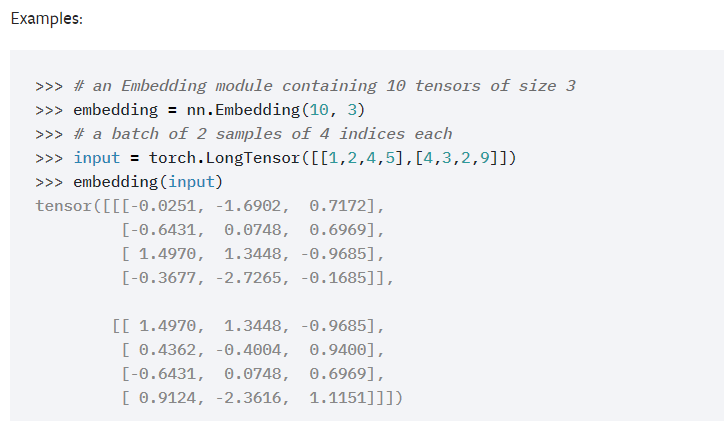 Examples:
>>> # an Embedding module containing 10 tensors of size 3
>>> embedding = nn.Embedding(10, 3)
>>> # a batch of 2 samples of 4 indices each
>>> input = torch.LongTensor([[1,2,4,5],[4,3,2,9]])
>>> embedding(input)
tensor([[[-0.0251, -1.6902,  0.7172],
         [-0.6431,  0.0748,  0.6969],
         [ 1.4970,  1.3448, -0.9685],
         [-0.3677, -2.7265, -0.1685]],
        [[ 1.4970,  1.3448, -0.9685],
         [ 0.4362, -0.4004,  0.9400],
         [-0.6431,  0.0748,  0.6969],
         [ 0.9124, -2.3616,  1.1151]]])